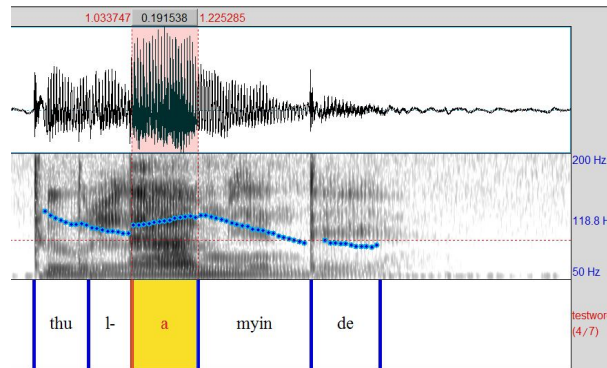 1.033747 0.191538 1.225285
200 Hz
118.8 H
50 Hz
thu l- a myin de
testwor
(4/7)